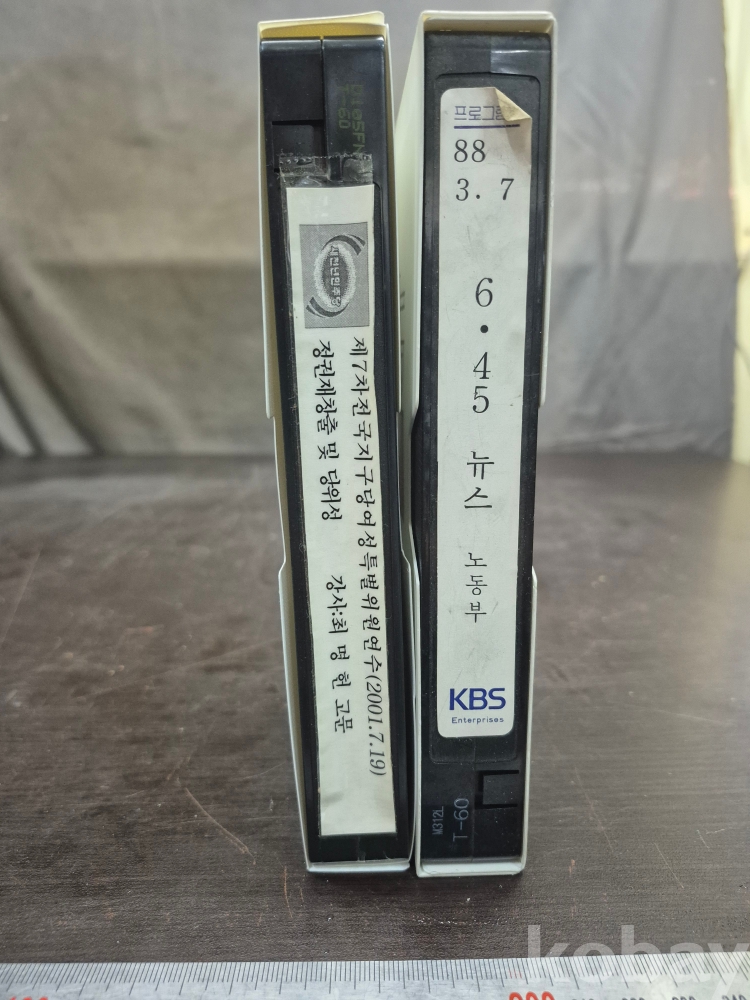 T-60
새천년민주당
제7차전국지구당여성특별위원연수(2001.7.19)
정권재창출 및 당위성
강사:최 명 헌 고문
프로그램
88
3. 7
6·45
뉴스
노동부
KBS
Enterprises
M312L
T-60
kobay